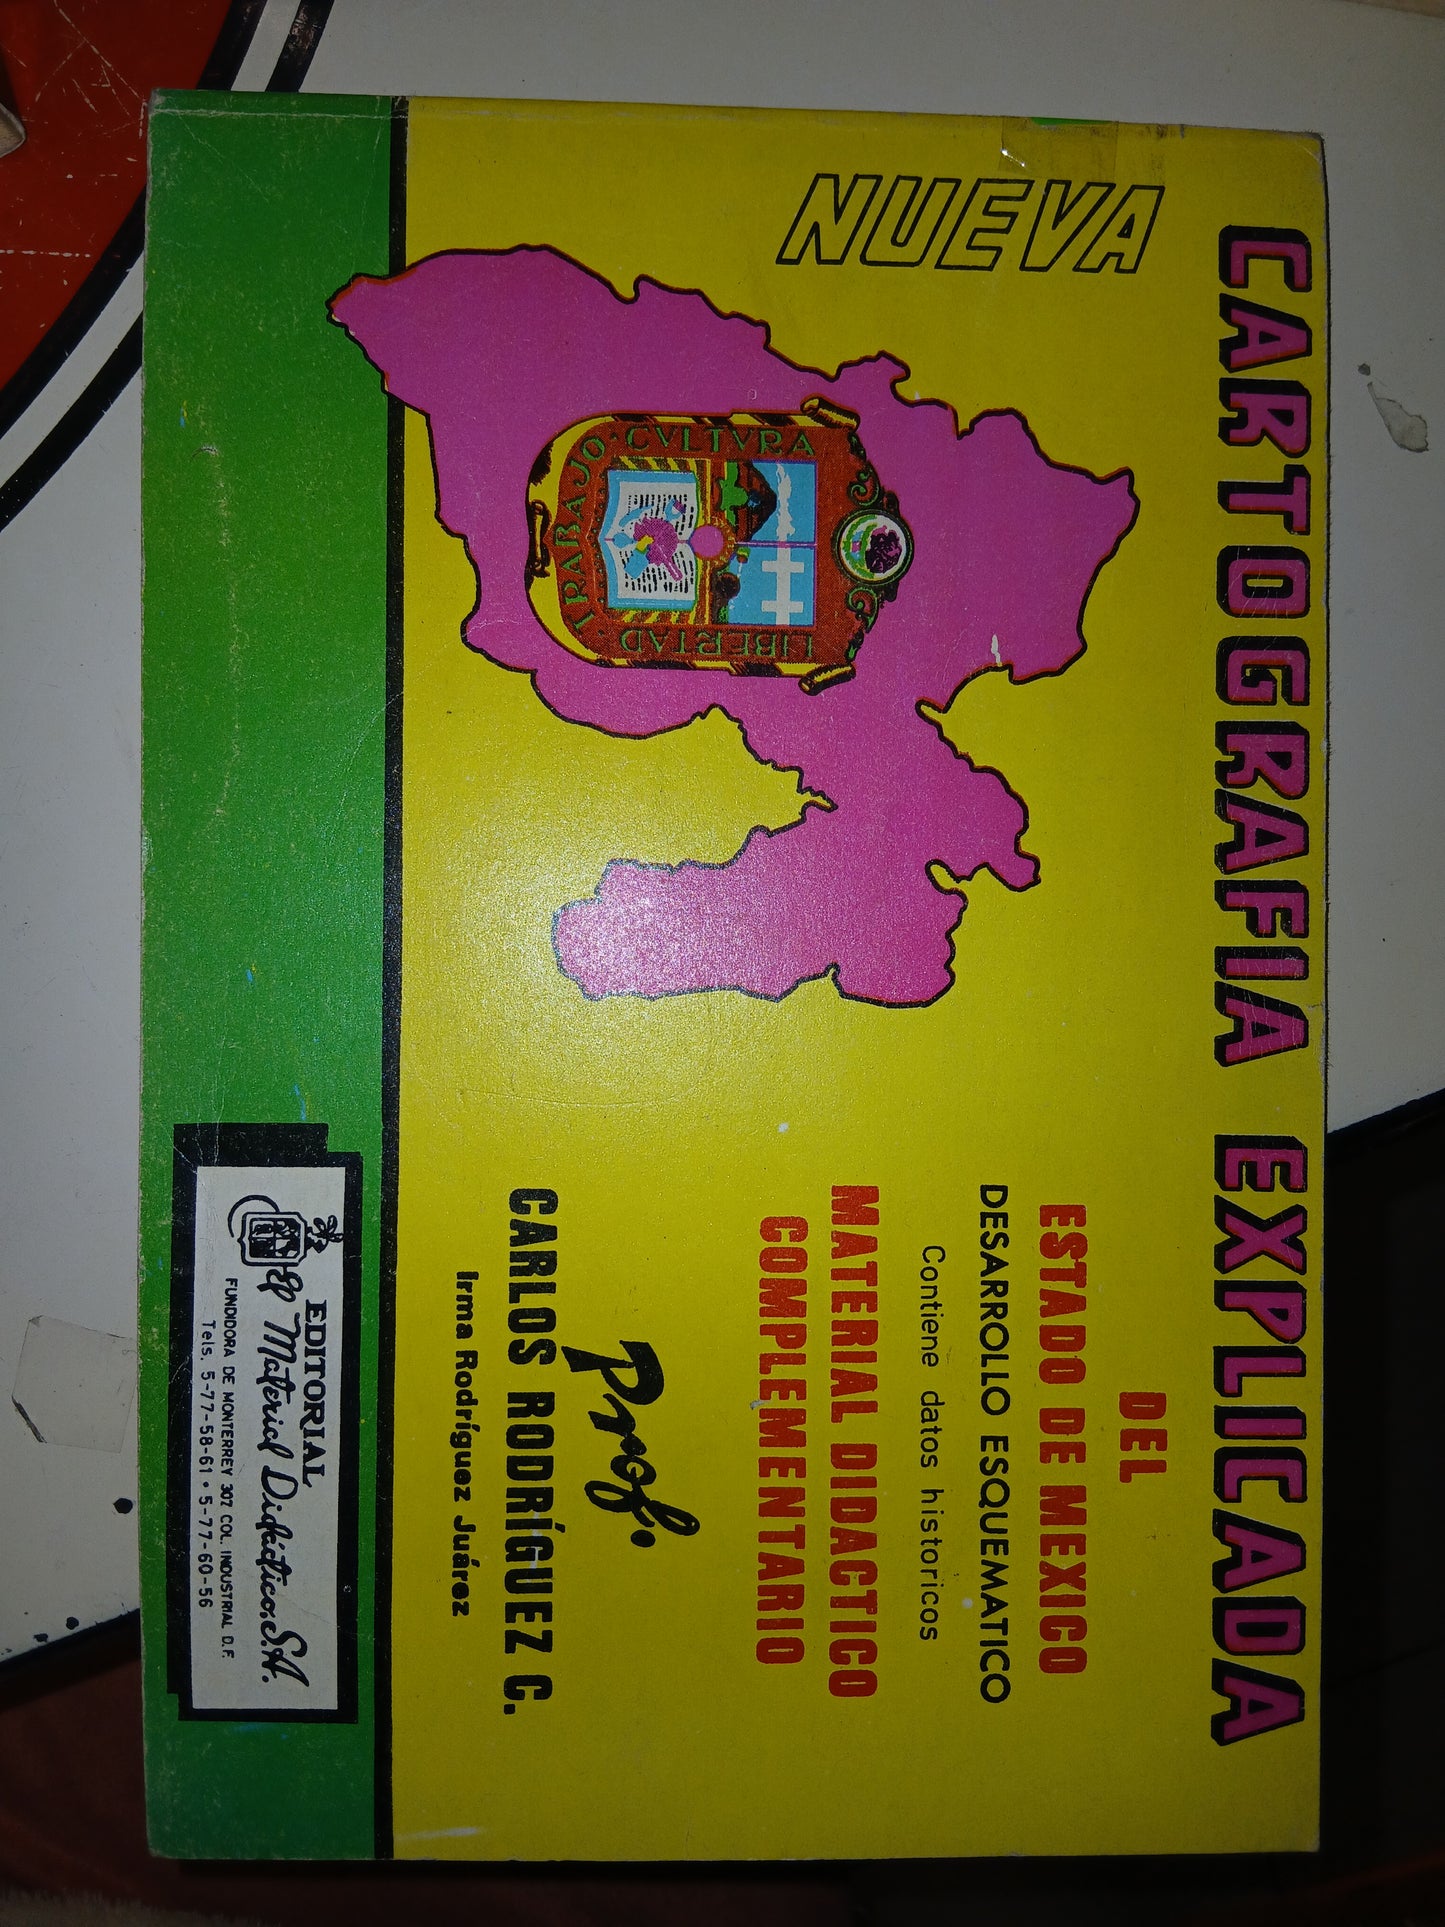 CARTOGRAFIA EXPLICADA
NUEVA
DEL
ESTADO DE MEXICO
DESARROLLO ESQUEMATICO
Contiene datos historicos
MATERIAL DIDACTICO
COMPLEMENTARIO
Prof.
CARLOS RODRÍGUEZ C.
Irma Rodríguez Juárez
LIBERTAD · TRABAJO · CVLTVRA
EDITORIAL
El Material Didáctico, S.A.
FUNDIDORA DE MONTERREY 307 COL. INDUSTRIAL D.F.
Tels. 5-77-58-61 • 5-77-60-56